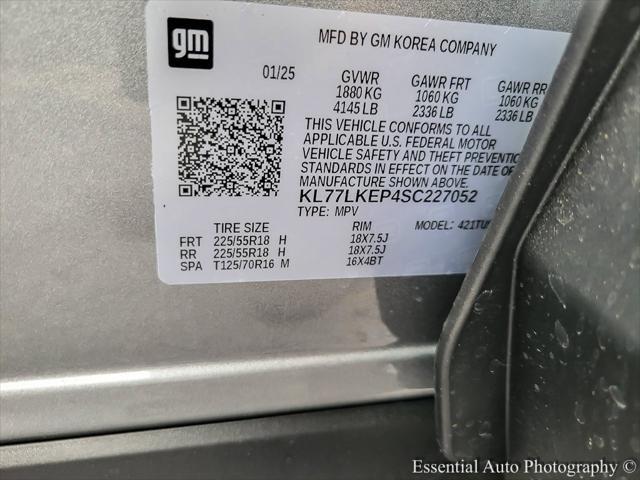 gm
MFD BY GM KOREA COMPANY
01/25 GVWR GAWR FRT GAWR RR
1880 KG 1060 KG 1060 KG
4145 LB 2336 LB 2336 LB
THIS VEHICLE CONFORMS TO ALL
APPLICABLE U.S. FEDERAL MOTOR
VEHICLE SAFETY AND THEFT PREVENTIO
STANDARDS IN EFFECT ON THE DATE OF
MANUFACTURE SHOWN ABOVE.
KL77LKEP4SC227052
TYPE: MPV
TIRE SIZE RIM MODEL:
FRT 225/55R18 H 18X7.5J
RR 225/55R18 H 18X7.5J
SPA T125/70R16 M 16X4BT
Essential Auto Photography ©